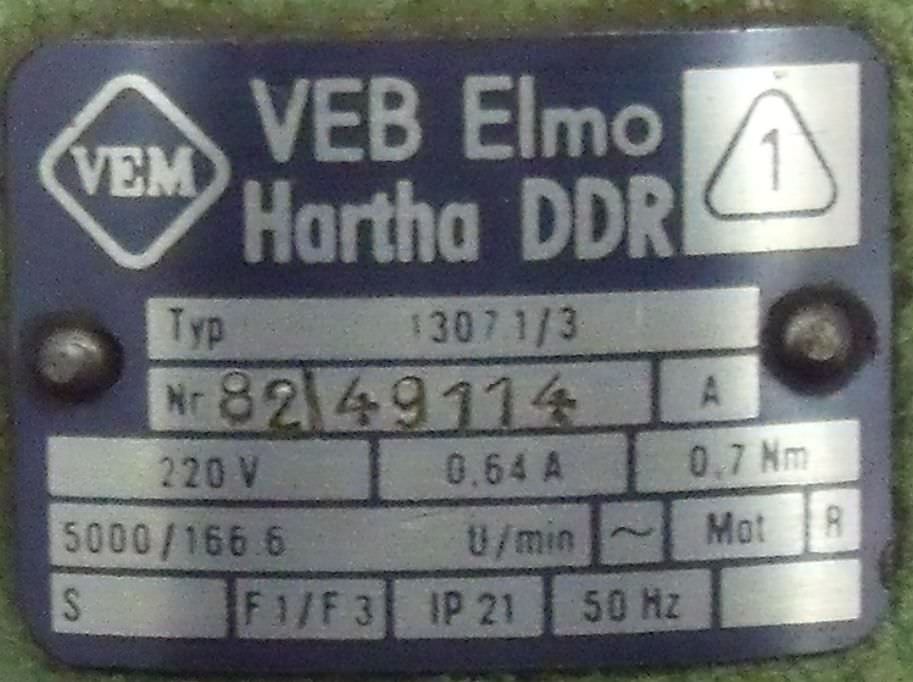 VEM
VEB Elmo
Hartha DDR
1
Typ 13071/3
Nr 82\49114 A
220 V 0,64 A 0,7 Nm
5000/166.6 U/min ~ Mot R
S F1/F3 IP 21 50 Hz